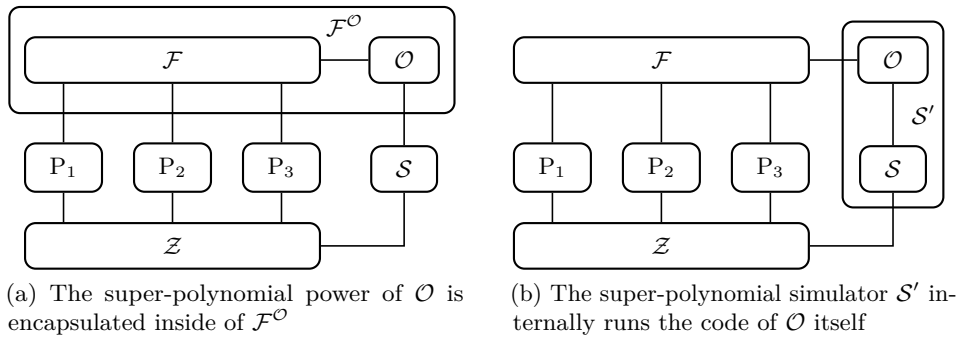 𝓕^𝓞
𝓕 𝓞
P₁ P₂ P₃ 𝓢
𝓩
(a) The super-polynomial power of 𝓞 is
encapsulated inside of 𝓕^𝓞
𝓕 𝓞
𝓢′
P₁ P₂ P₃ 𝓢
𝓩
(b) The super-polynomial simulator 𝓢′ in-
ternally runs the code of 𝓞 itself